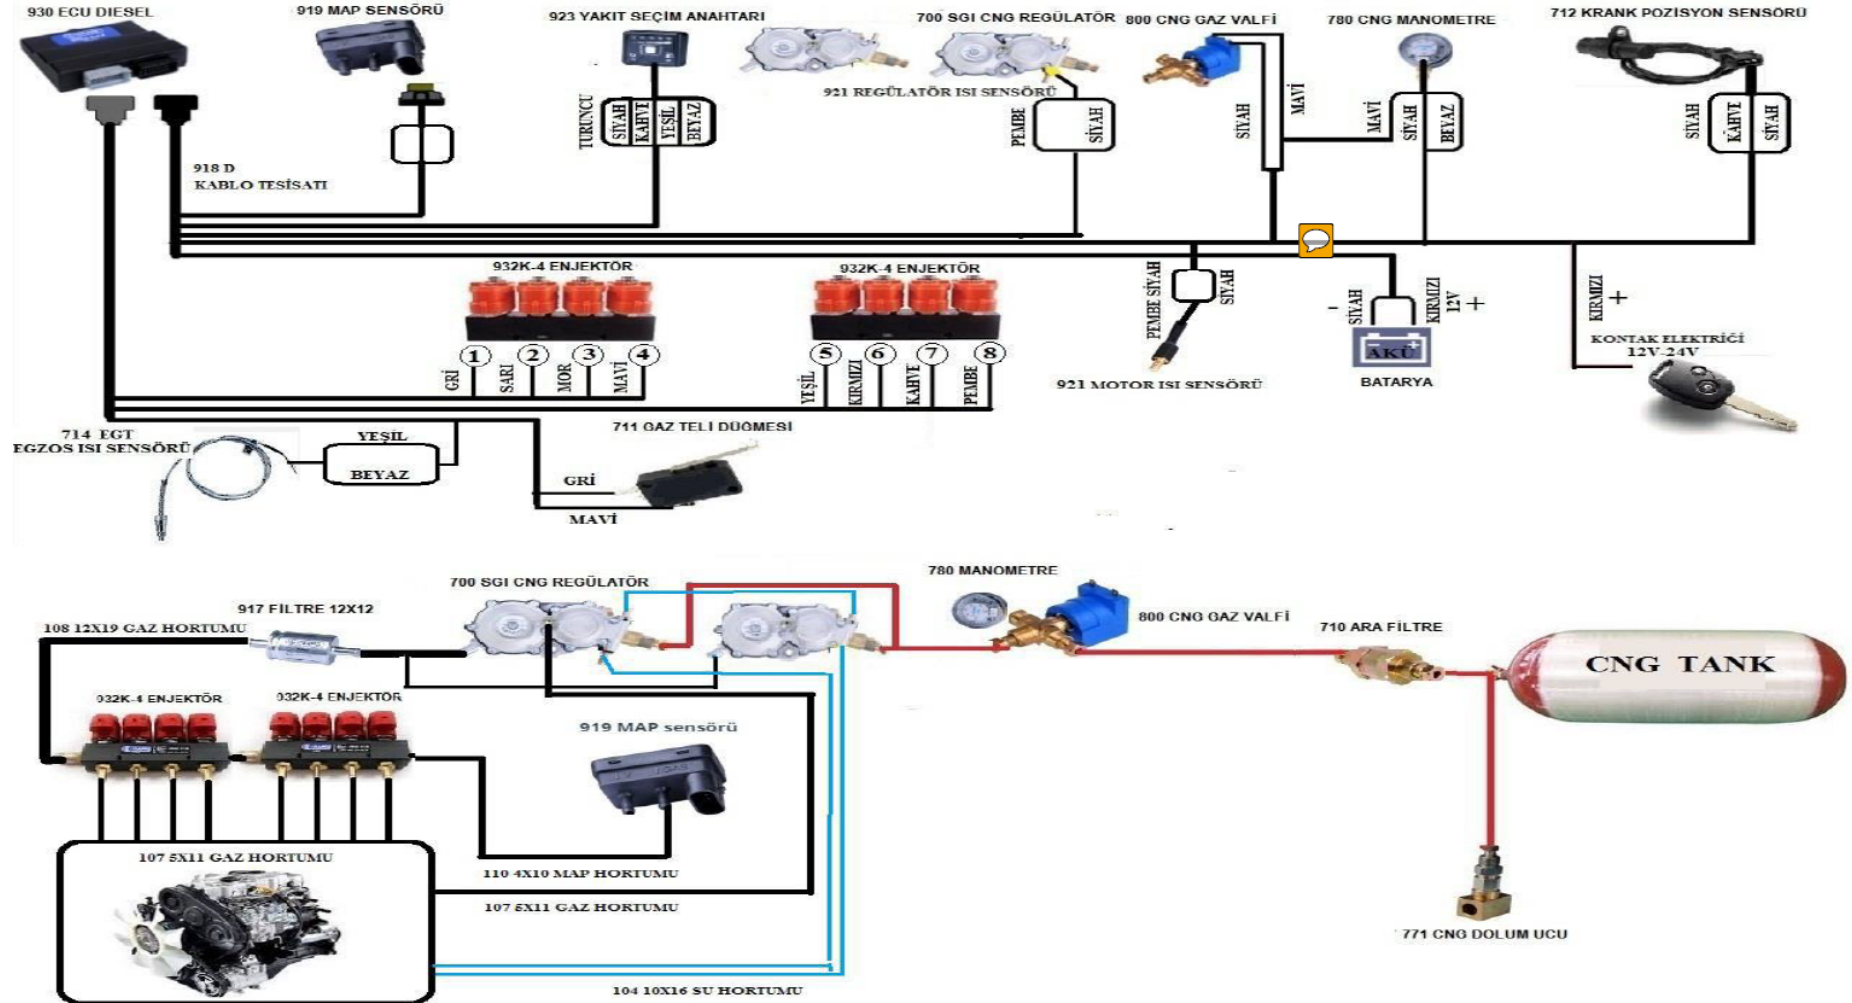 930 ECU DIESEL
919 MAP SENSÖRÜ
923 YAKIT SEÇİM ANAHTARI
700 SGI CNG REGÜLATÖR
800 CNG GAZ VALFİ
780 CNG MANOMETRE
712 KRANK POZİSYON SENSÖRÜ
921 REGÜLATÖR ISI SENSÖRÜ
TURUNCU
SİYAH
KAHVE
YEŞİL
BEYAZ
PEMBE
SİYAH
SİYAH
MAVİ
MAVİ
SİYAH
BEYAZ
SİYAH
KAHVE
SİYAH
918 D
KABLO TESİSATI
932K-4 ENJEKTÖR
932K-4 ENJEKTÖR
1
2
3
4
5
6
7
8
GRİ
SARI
MOR
MAVİ
YEŞİL
KIRMIZI
KAHVE
PEMBE
PEMBE SİYAH
SİYAH
921 MOTOR ISI SENSÖRÜ
-
SİYAH
KIRMIZI
12V
+
AKÜ
BATARYA
KIRMIZI
+
KONTAK ELEKTRİĞİ
12V-24V
714 EGT
EGZOS ISI SENSÖRÜ
YEŞİL
BEYAZ
711 GAZ TELİ DÜĞMESİ
GRİ
MAVİ
700 SGI CNG REGÜLATÖR
780 MANOMETRE
800 CNG GAZ VALFİ
710 ARA FİLTRE
CNG TANK
917 FİLTRE 12X12
108 12X19 GAZ HORTUMU
932K-4 ENJEKTÖR
932K-4 ENJEKTÖR
919 MAP sensörü
107 5X11 GAZ HORTUMU
110 4X10 MAP HORTUMU
107 5X11 GAZ HORTUMU
104 10X16 SU HORTUMU
771 CNG DOLUM UCU